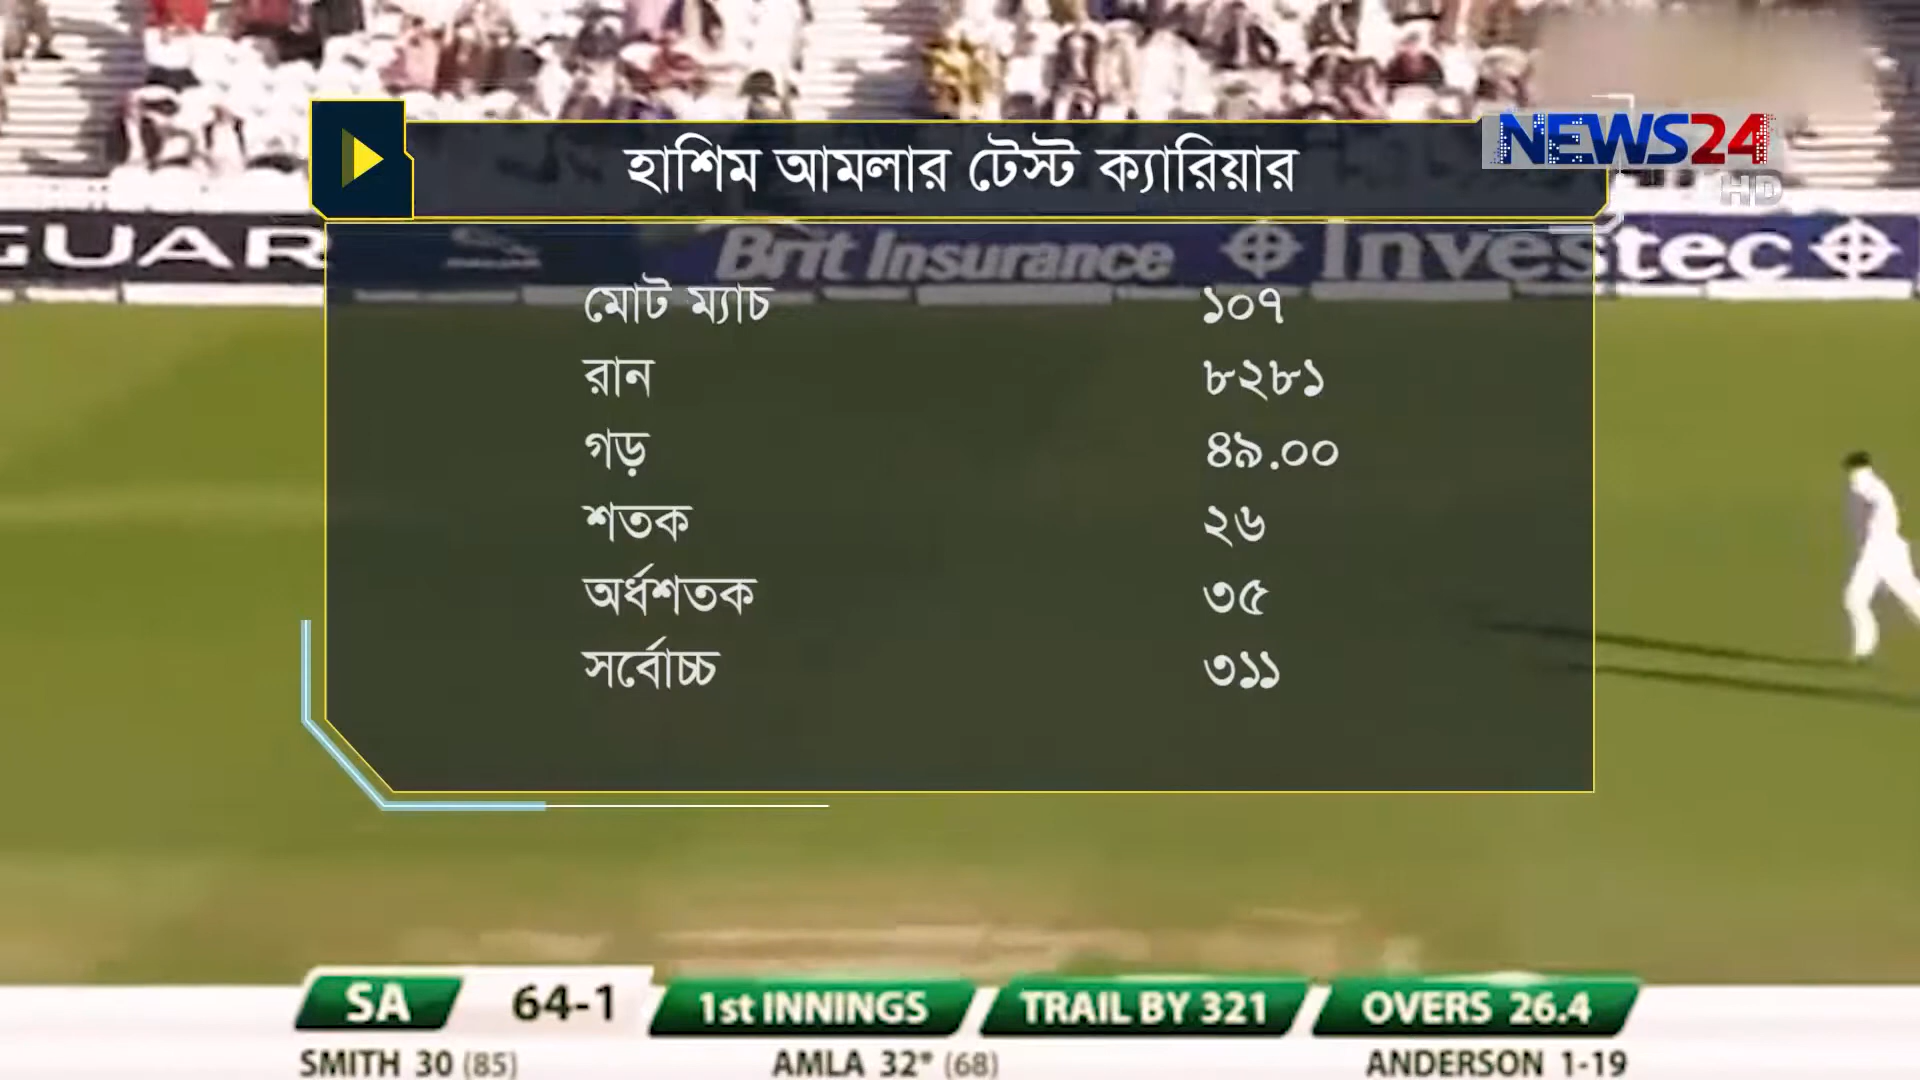 NEWS24
HD
হাশিম আমলার টেস্ট ক্যারিয়ার
GUAR
Brit Insurance
Investec
মোট ম্যাচ ১০৭
রান ৮২৮১
গড় ৪৯.০০
শতক ২৬
অর্ধশতক ৩৫
সর্বোচ্চ ৩১১
SA 64-1 1st INNINGS TRAIL BY 321 OVERS 26.4
SMITH 30 (85) AMLA 32* (68) ANDERSON 1-19